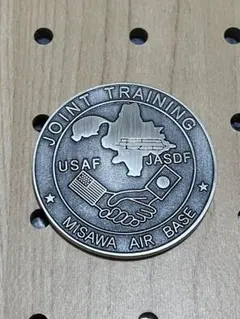 JOINT TRAINING
USAF JASDF
MISAWA AIR BASE